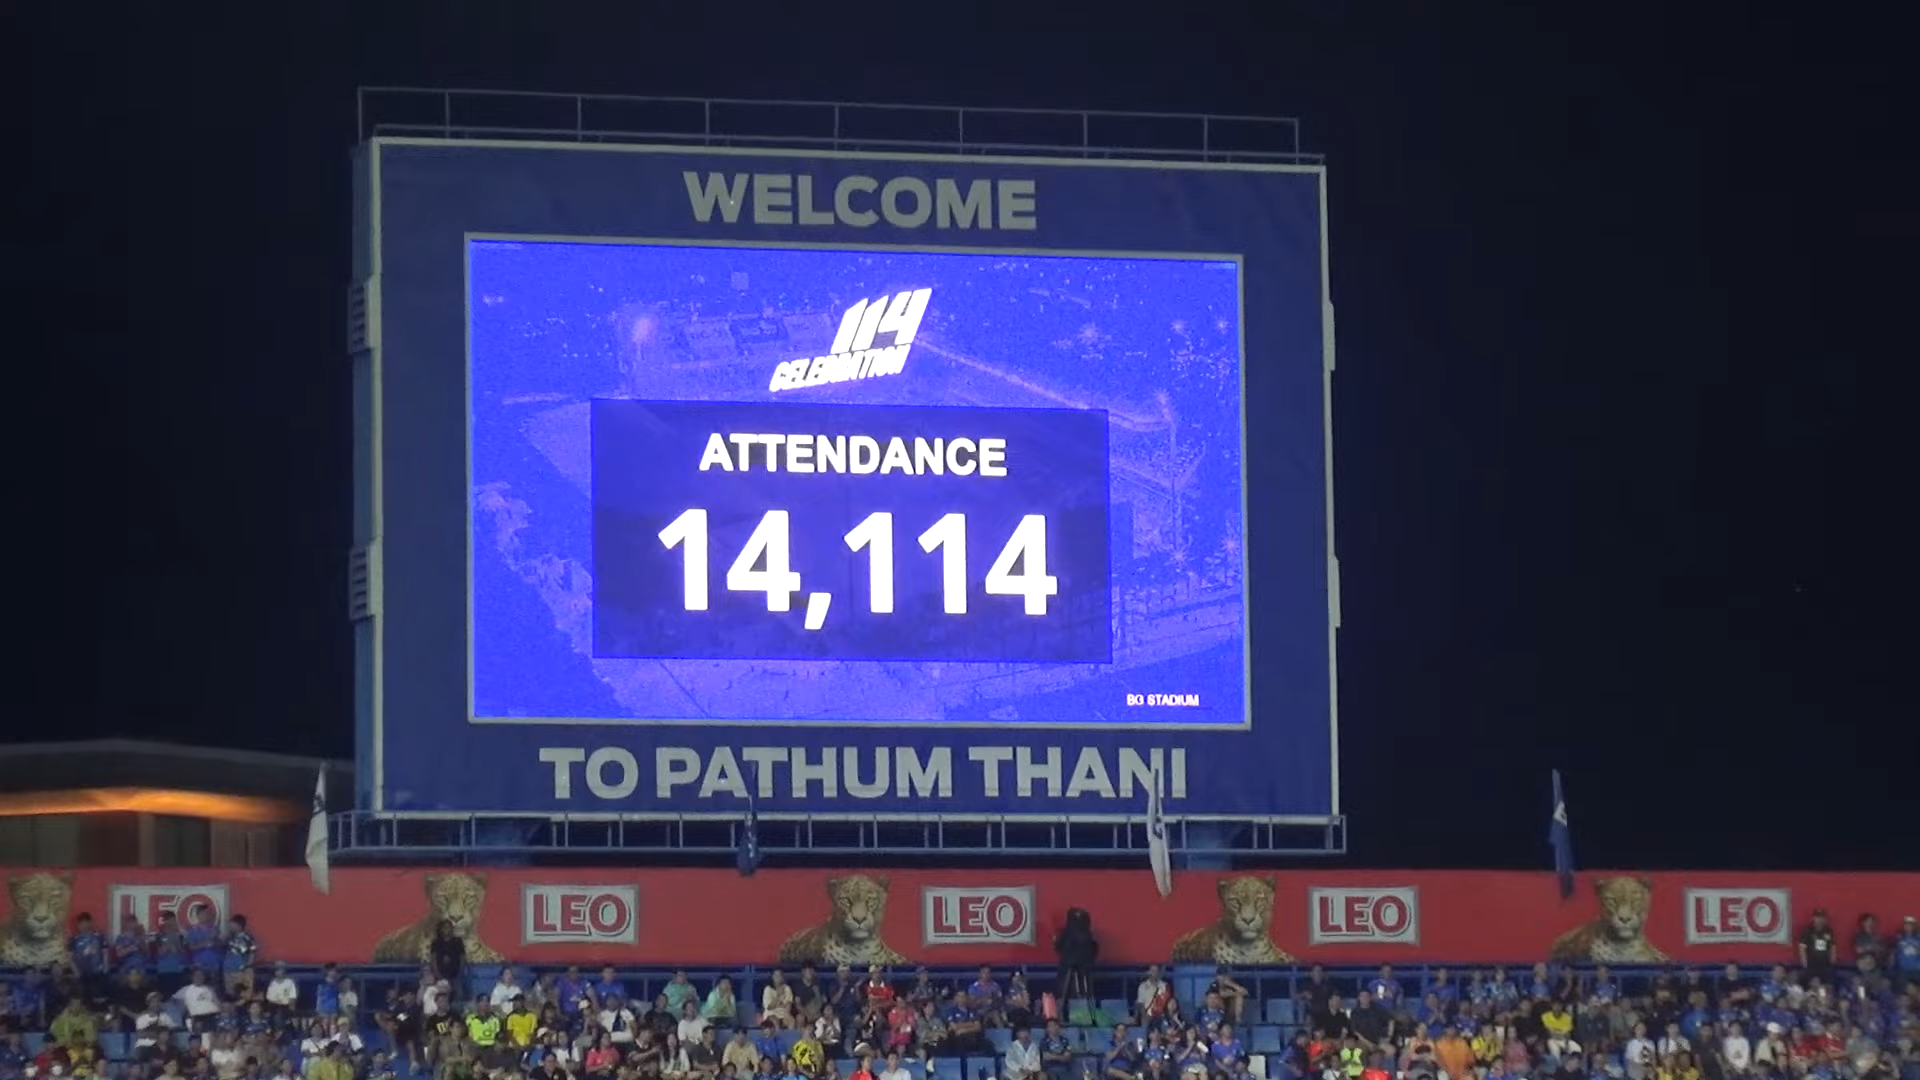 WELCOME
114
CELEBRATION
ATTENDANCE
14,114
BG STADIUM
TO PATHUM THANI
LEO
LEO
LEO
LEO
LEO